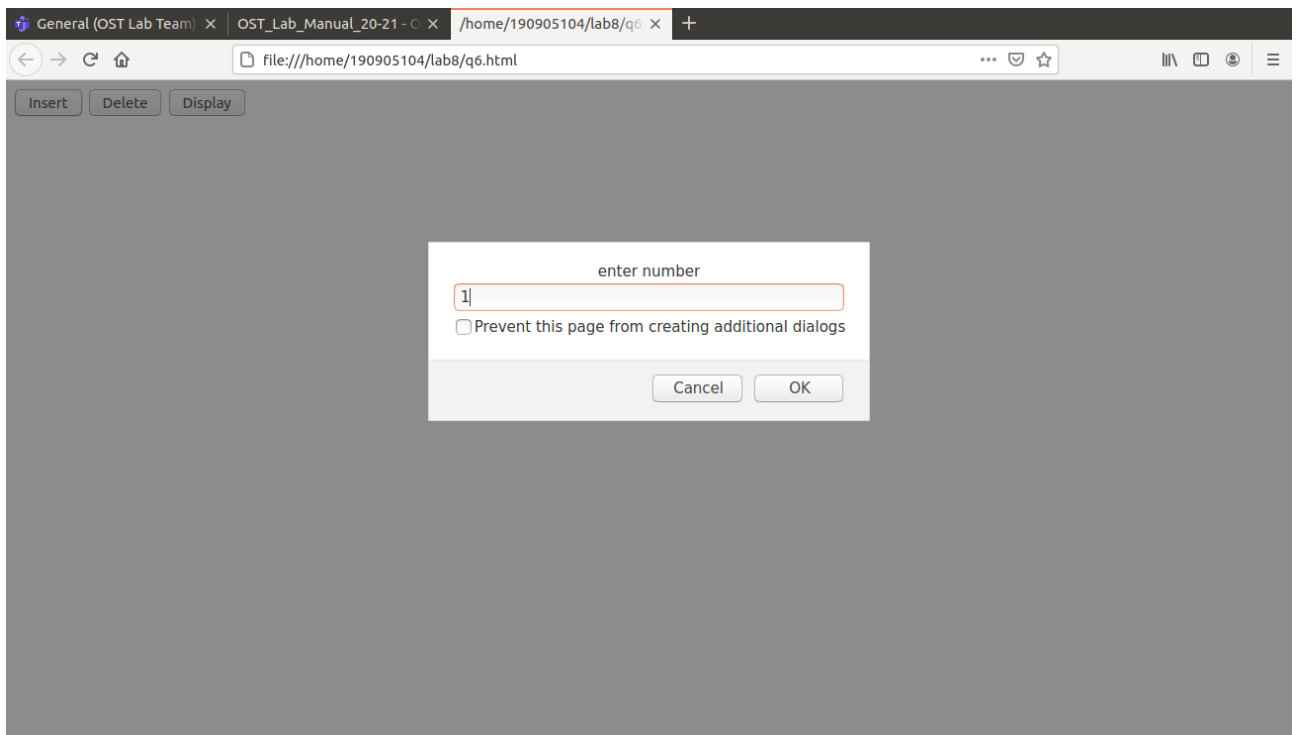 General (OST Lab Team) OST_Lab_Manual_20-21 - O /home/190905104/lab8/q6
file:///home/190905104/lab8/q6.html
Insert Delete Display
enter number
1
Prevent this page from creating additional dialogs
Cancel OK